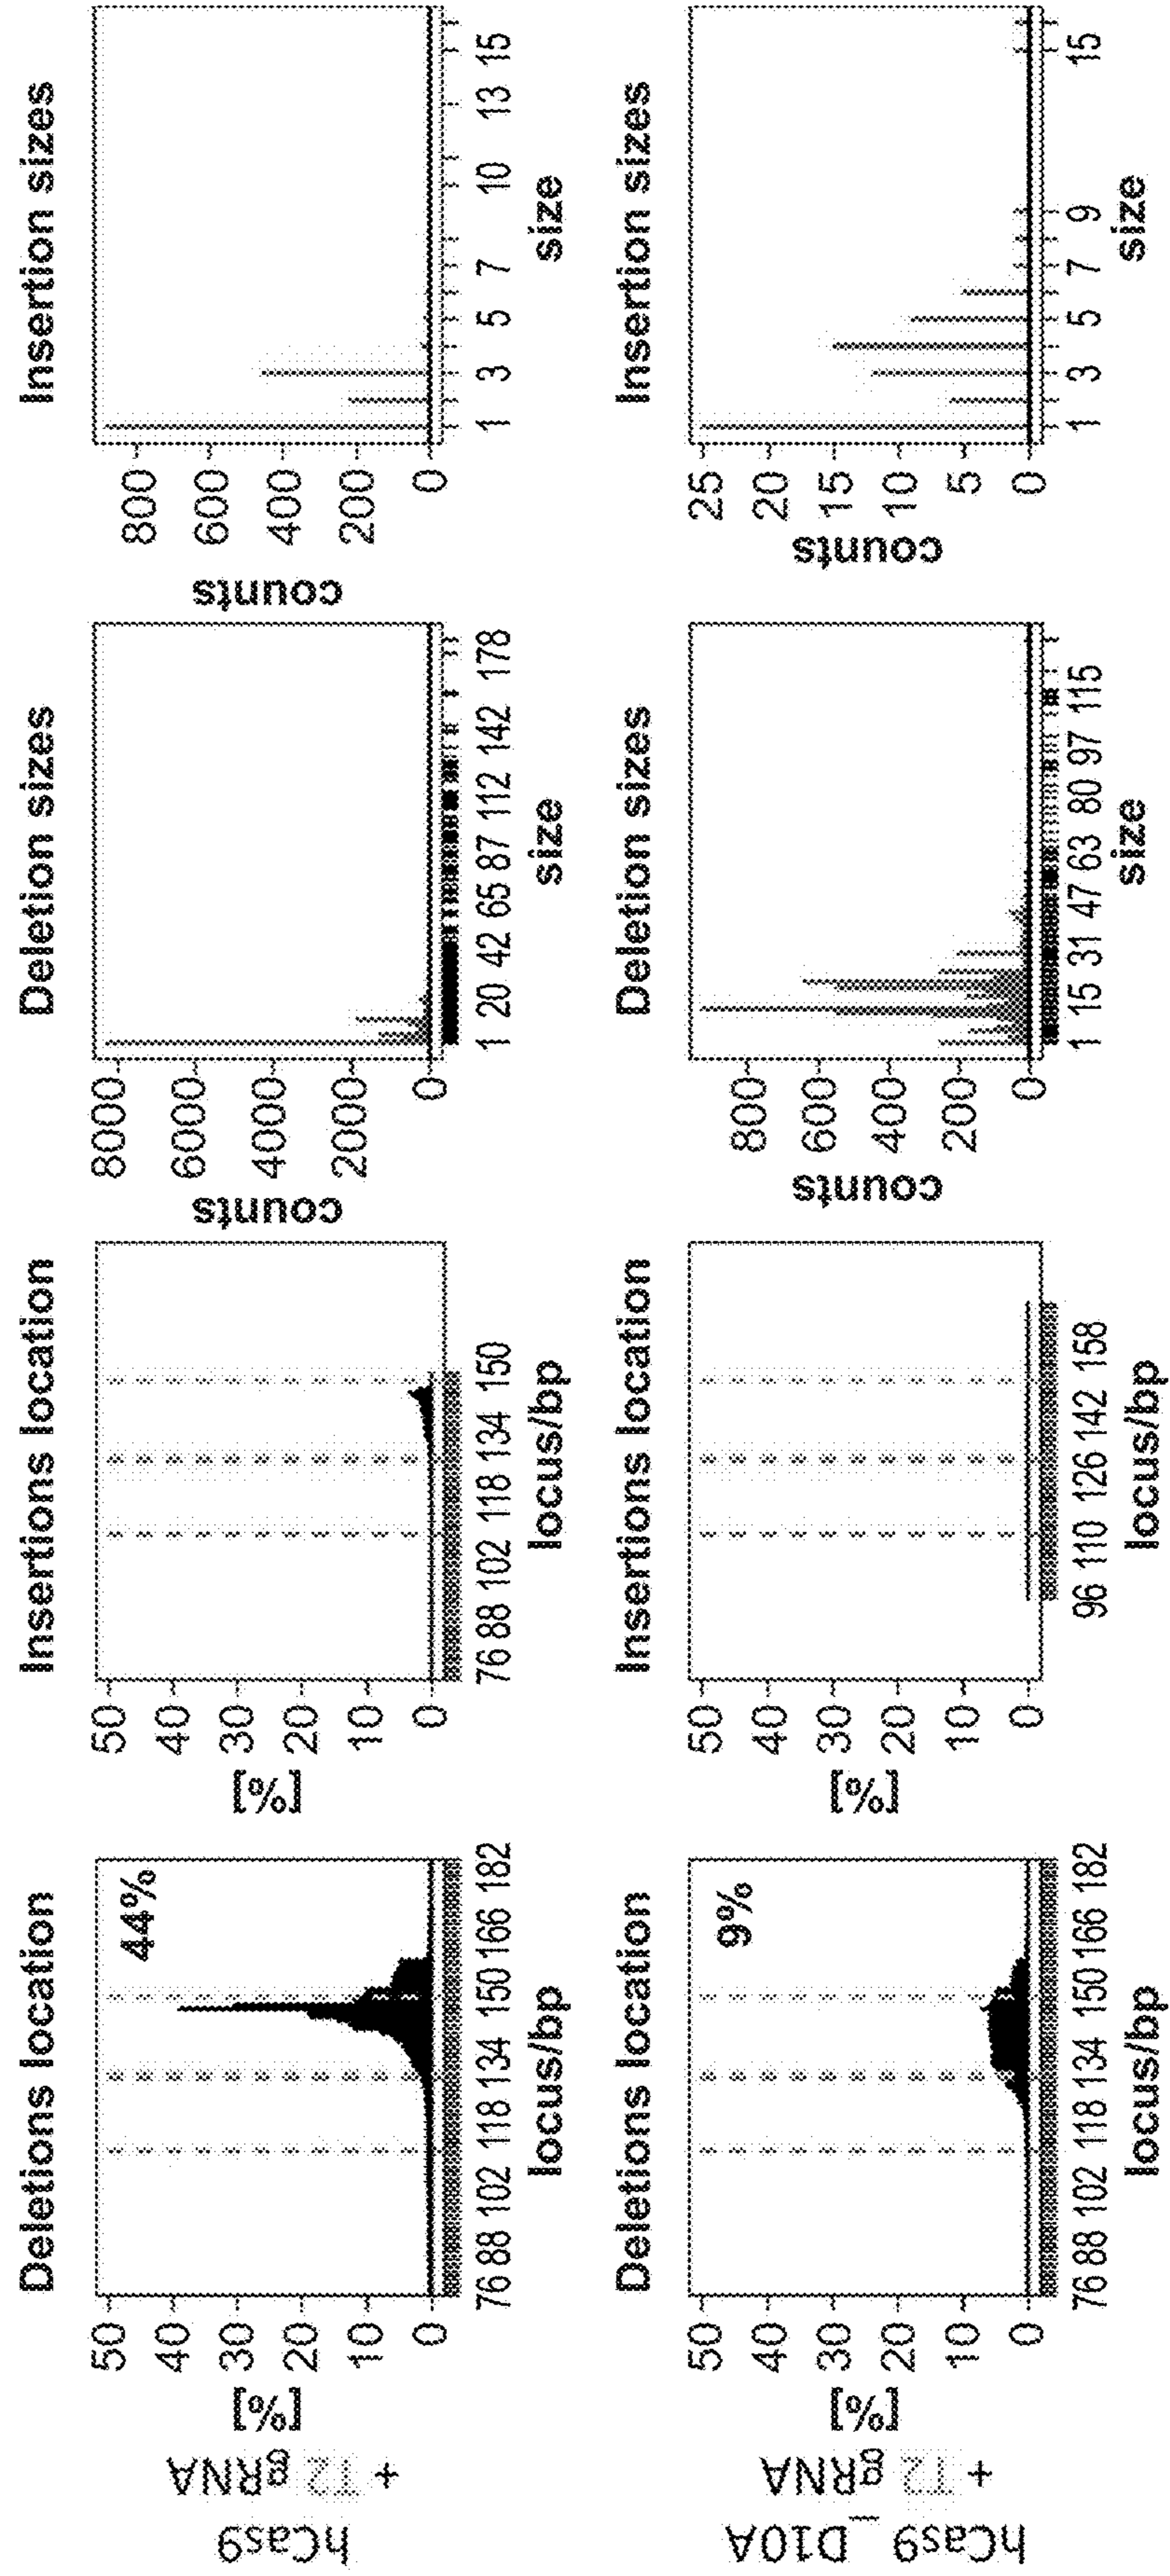 hCas9
+ T2 gRNA
Deletions location
[%]
50
40
30
20
10
0
44%
76 88 102 118 134 150 166 182
locus/bp
Insertions location
[%]
50
40
30
20
10
0
76 88 102 118 134 150
locus/bp
Deletion sizes
counts
8000
6000
4000
2000
0
1 20 42 65 87 112 142 178
size
Insertion sizes
counts
800
600
400
200
0
1 3 5 7 10 13 15
size
hCas9_D10A
+ T2 gRNA
Deletions location
[%]
50
40
30
20
10
0
9%
76 88 102 118 134 150 166 182
locus/bp
Insertions location
[%]
50
40
30
20
10
0
96 110 126 142 158
locus/bp
Deletion sizes
counts
800
600
400
200
0
1 15 31 47 63 80 97 115
size
Insertion sizes
counts
25
20
15
10
5
0
1 3 5 7 9 15
size